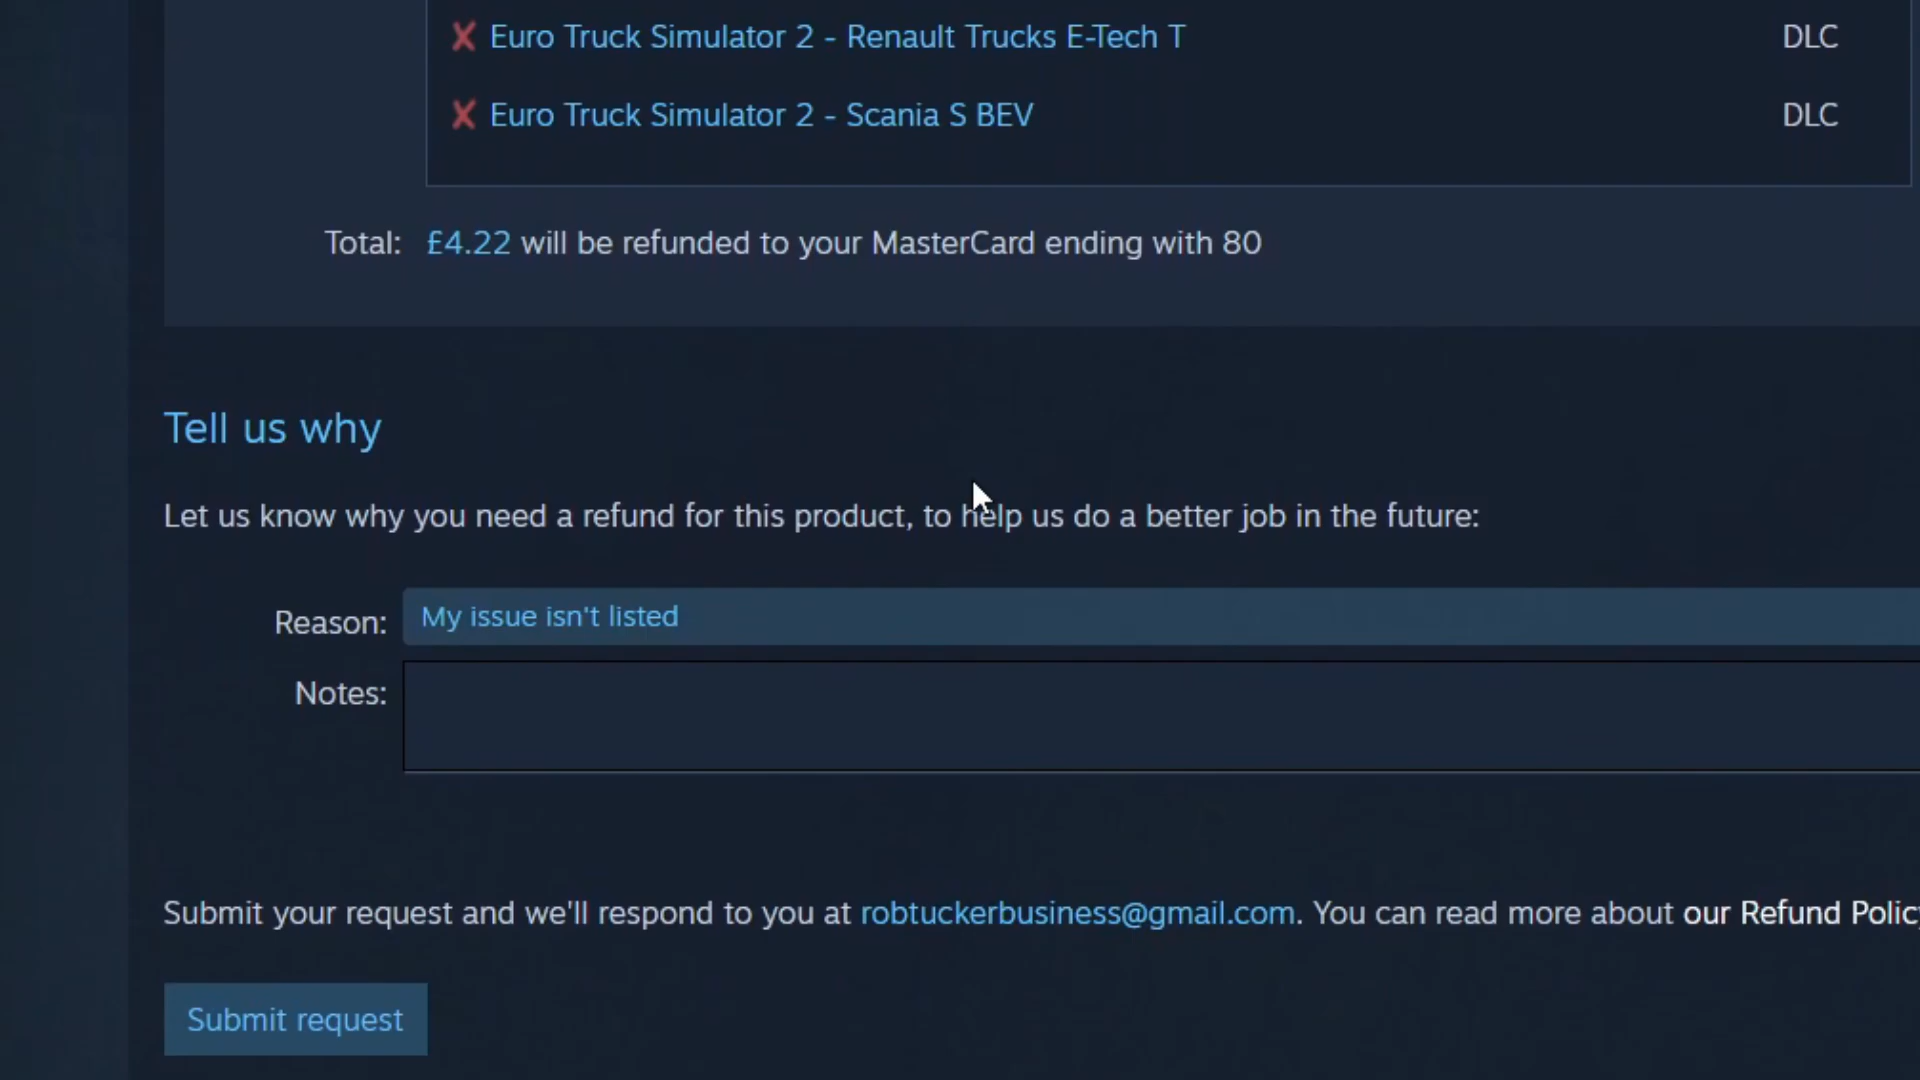 Euro Truck Simulator 2 - Renault Trucks E-Tech T DLC
Euro Truck Simulator 2 - Scania S BEV DLC
Total: £4.22 will be refunded to your MasterCard ending with 80
Tell us why
Let us know why you need a refund for this product, to help us do a better job in the future:
Reason: My issue isn't listed
Notes:
Submit your request and we'll respond to you at robtuckerbusiness@gmail.com. You can read more about our Refund Policy
Submit request